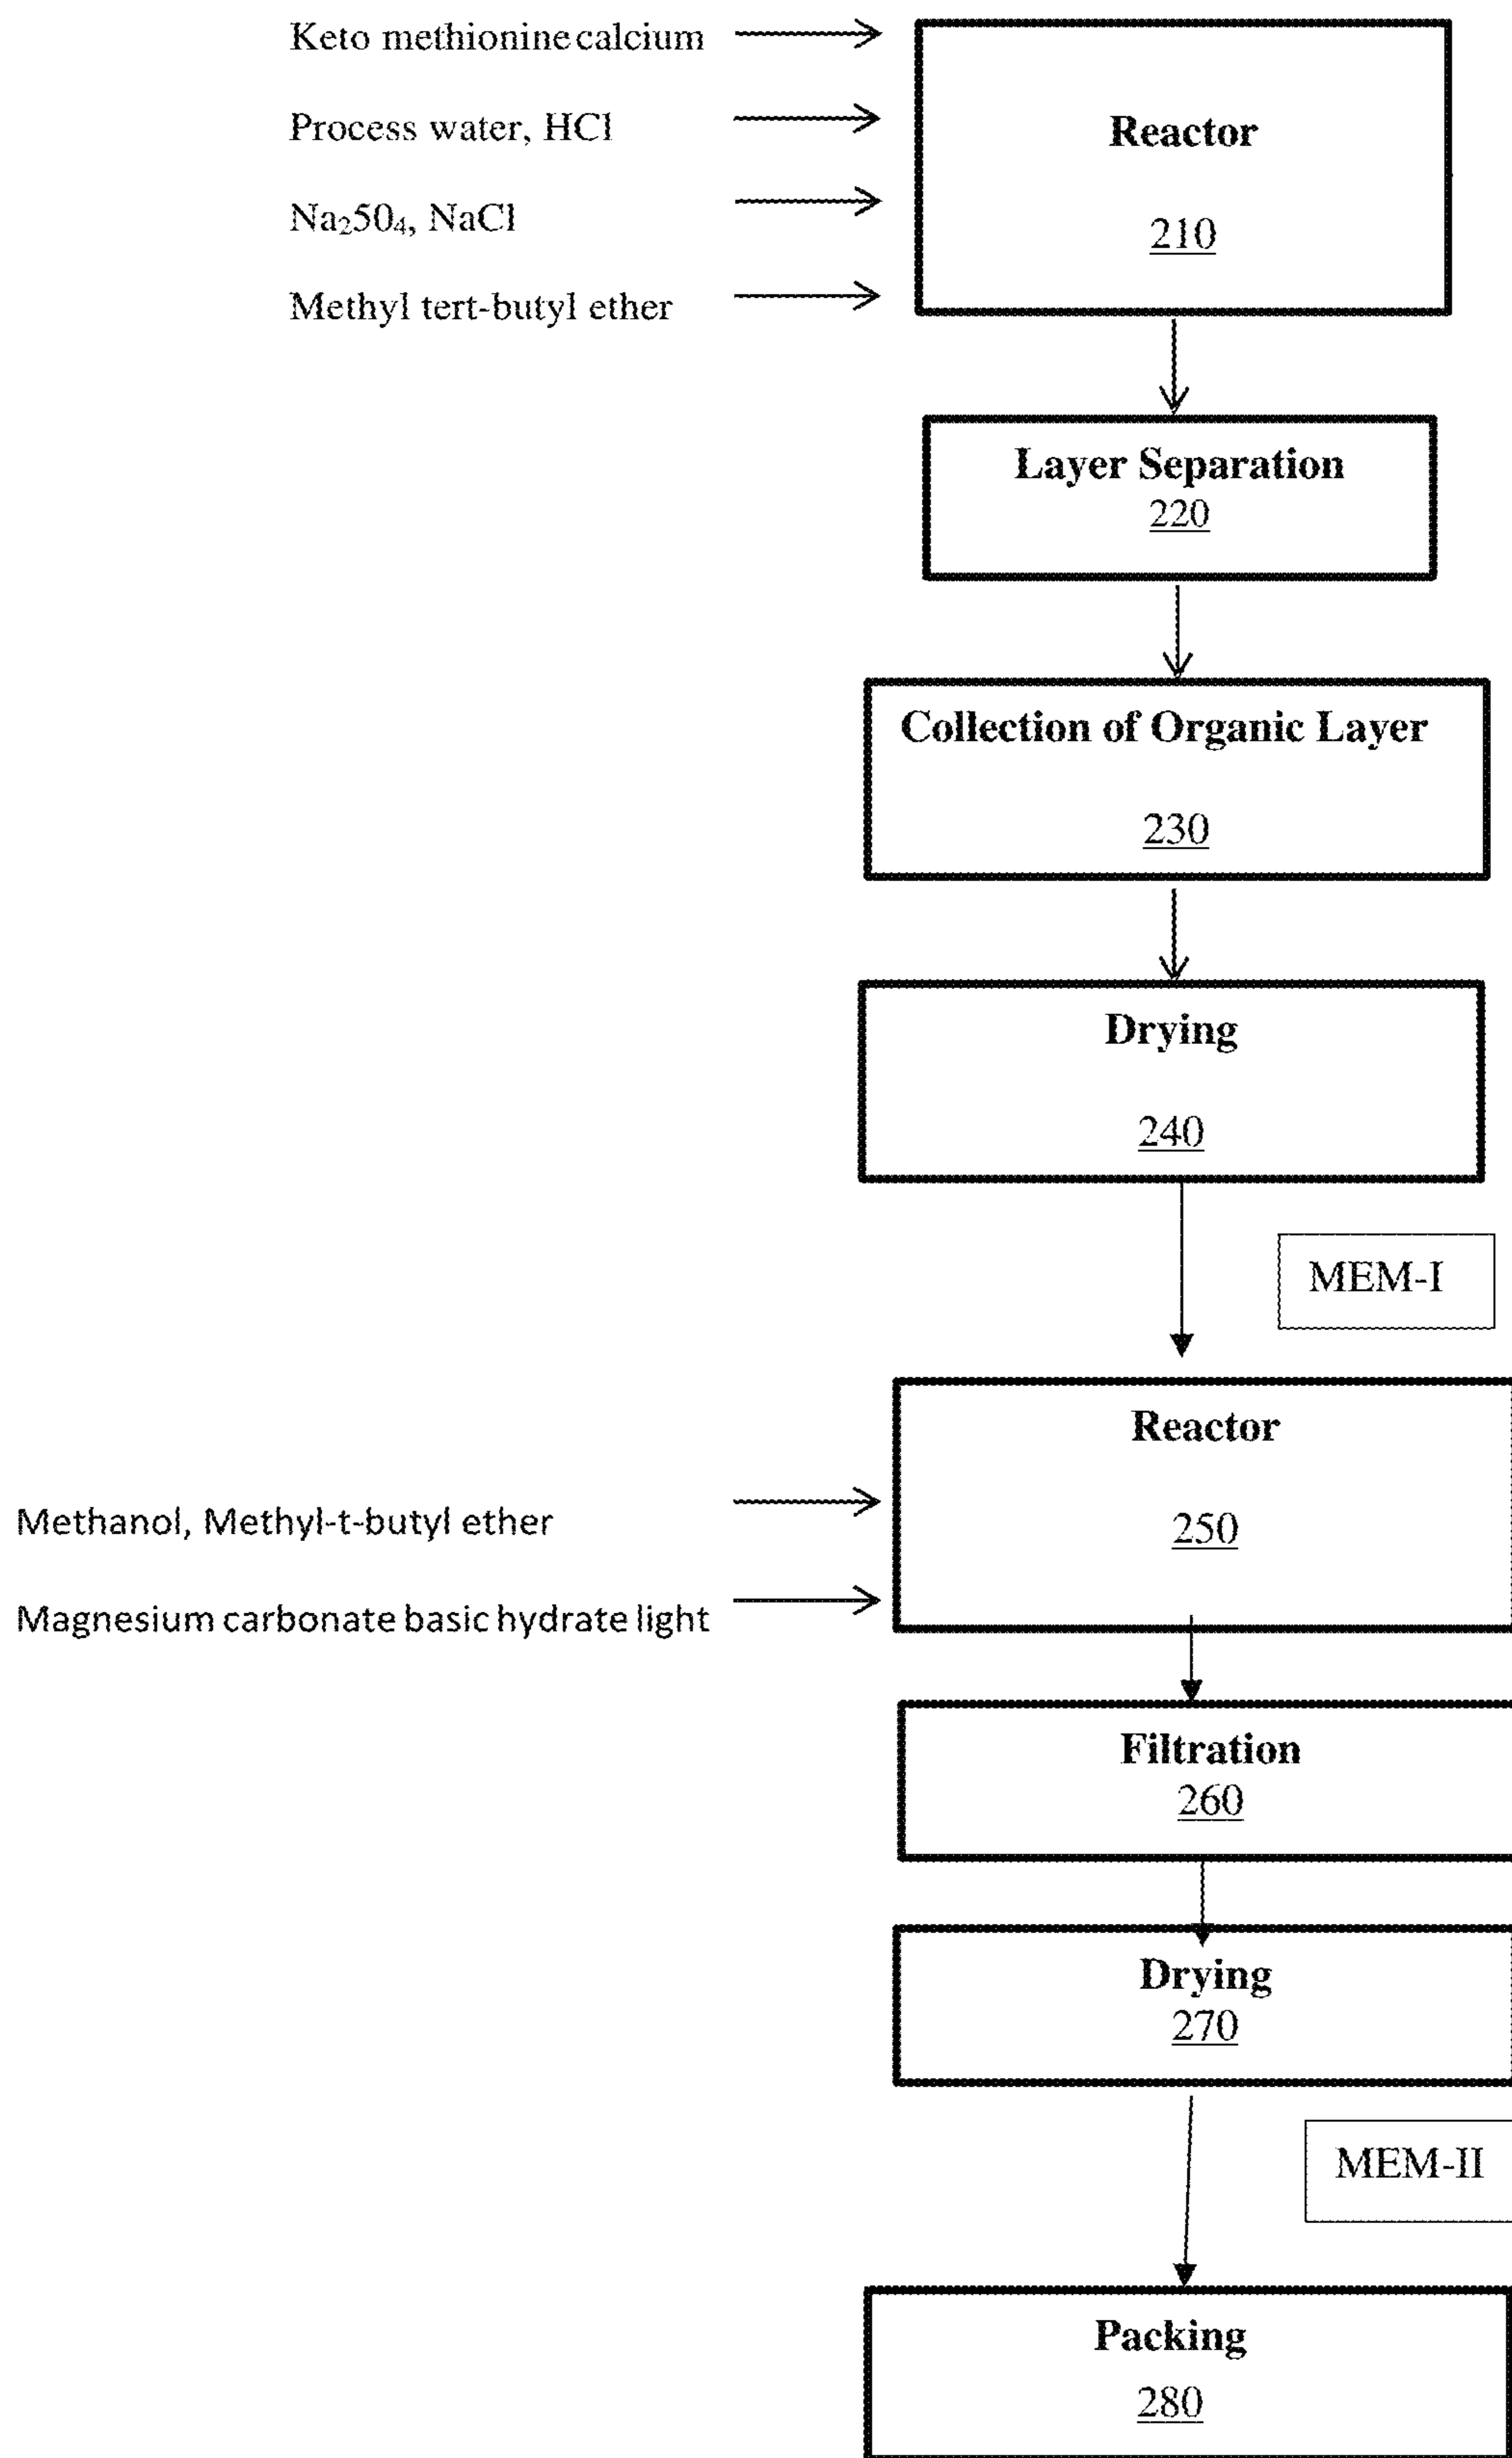 Keto methionine calcium
Process water, HCl
Reactor
Na₂50₄, NaCl
210
Methyl tert-butyl ether
Layer Separation
220
Collection of Organic Layer
230
Drying
240
MEM-I
Reactor
Methanol, Methyl-t-butyl ether
250
Magnesium carbonate basic hydrate light
Filtration
260
Drying
270
MEM-II
Packing
280